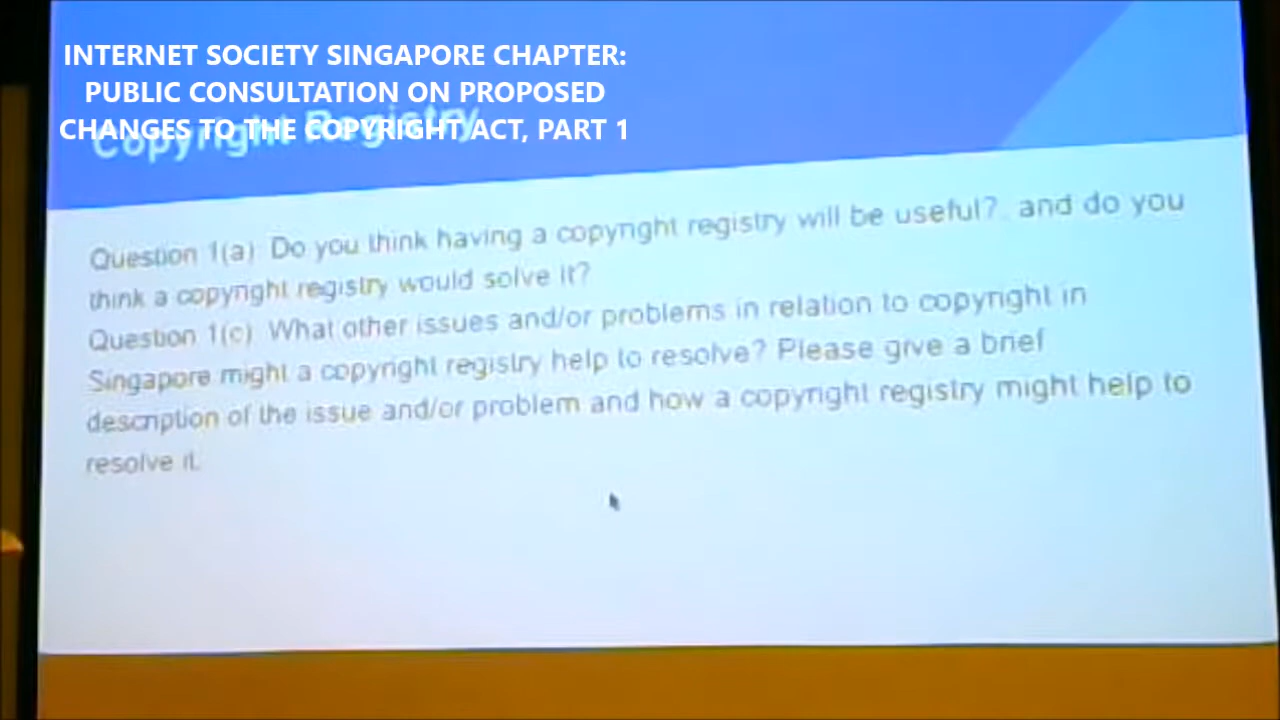 INTERNET SOCIETY SINGAPORE CHAPTER:
PUBLIC CONSULTATION ON PROPOSED
CHANGES TO THE COPYRIGHT ACT, PART 1
Copyright Registry
Question 1(a) Do you think having a copyright registry will be useful? and do you
think a copyright registry would solve it?
Question 1(c) What other issues and/or problems in relation to copyright in
Singapore might a copyright registry help to resolve? Please give a brief
description of the issue and/or problem and how a copyright registry might help to
resolve it.